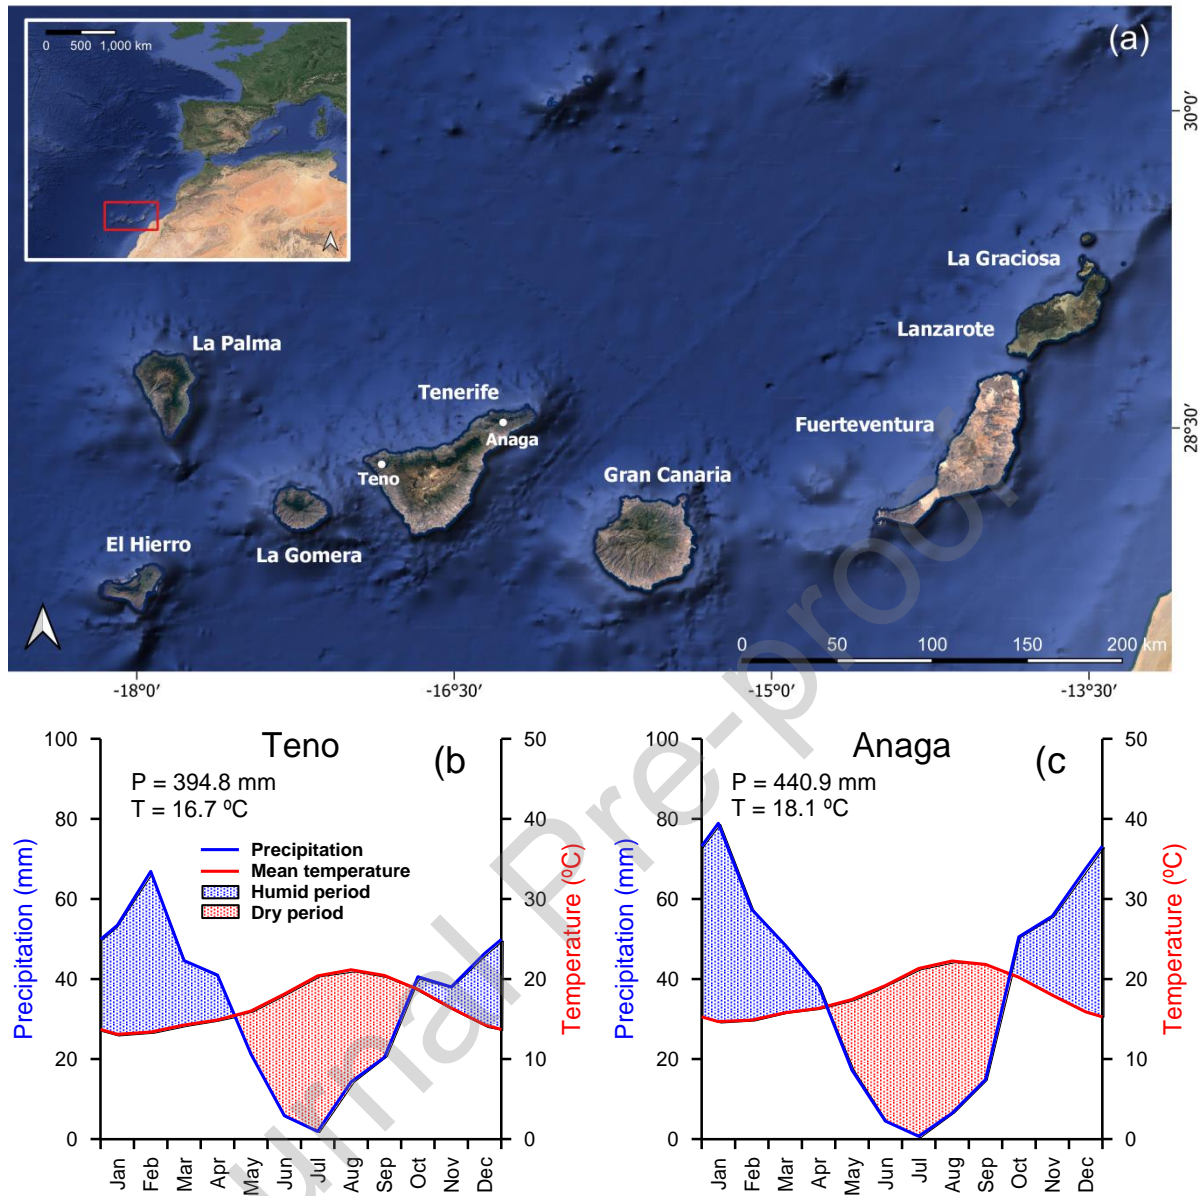 (a)
0 500 1,000 km
30°0′
La Graciosa
Lanzarote
La Palma
Tenerife
Anaga
Fuerteventura
28°30′
Teno
Gran Canaria
La Gomera
El Hierro
0 50 100 150 200 km
-18°0′ -16°30′ -15°0′ -13°30′
Teno
(b
P = 394.8 mm
T = 16.7 ºC
Precipitation
Mean temperature
Humid period
Dry period
Precipitation (mm)
100
80
60
40
20
0
Temperature (ºC)
50
40
30
20
10
0
Jan Feb Mar Apr May Jun Jul Aug Sep Oct Nov Dec
Anaga
(c
P = 440.9 mm
T = 18.1 ºC
Precipitation (mm)
100
80
60
40
20
0
Temperature (ºC)
50
40
30
20
10
0
Jan Feb Mar Apr May Jun Jul Aug Sep Oct Nov Dec
urnal Pre-proof